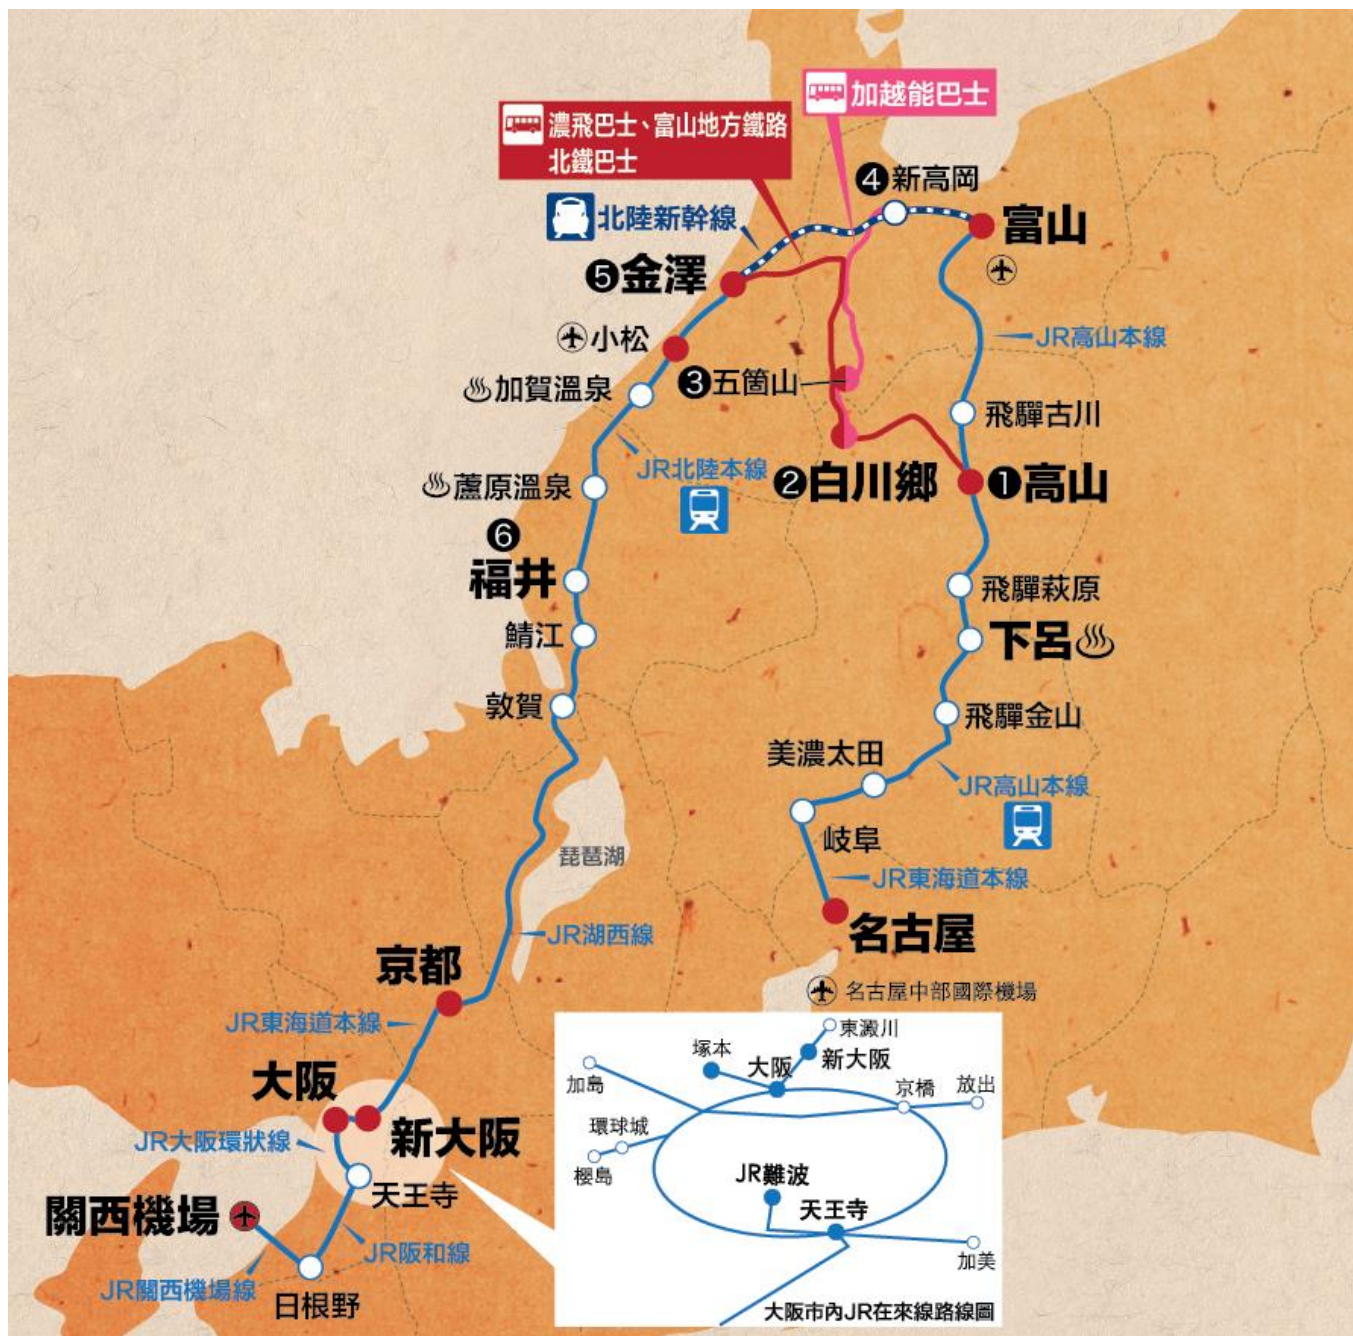 加越能巴士
濃飛巴士、富山地方鐵路
北鐵巴士
❹新高岡
北陸新幹線
富山
❺金澤
小松
JR高山本線
❸五箇山
加賀溫泉
飛驒古川
JR北陸本線
❷白川鄉
❶高山
蘆原溫泉
❻
福井
飛驒萩原
鯖江
下呂
敦賀
飛驒金山
美濃太田
JR高山本線
岐阜
琵琶湖
JR東海道本線
名古屋
JR湖西線
京都
名古屋中部國際機場
JR東海道本線
大阪
新大阪
JR大阪環狀線
天王寺
關西機場
JR阪和線
JR關西機場線
日根野
東澱川
塚本
新大阪
大阪
加島
京橋
放出
環球城
櫻島
JR難波
天王寺
加美
大阪市內JR在來線路線圖